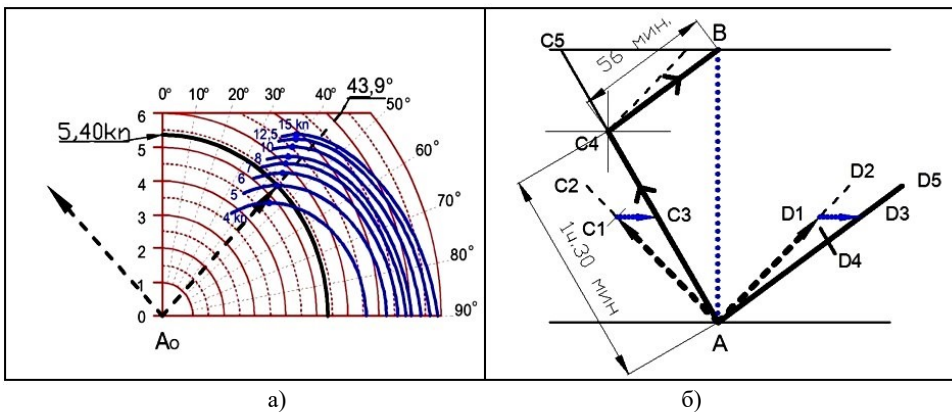 0° 10° 20° 30° 40° 43,9° 50° 60° 70° 80° 90°
6
5,40kn
5
4
3
2
1
0
15 kn
12,5
10
8
7
6
5
4 kn
A₀
C5
B
56 мин.
C4
C2
D5
D2
C1
C3
D1
D3
D4
1ч.30 мин
A
а)
б)